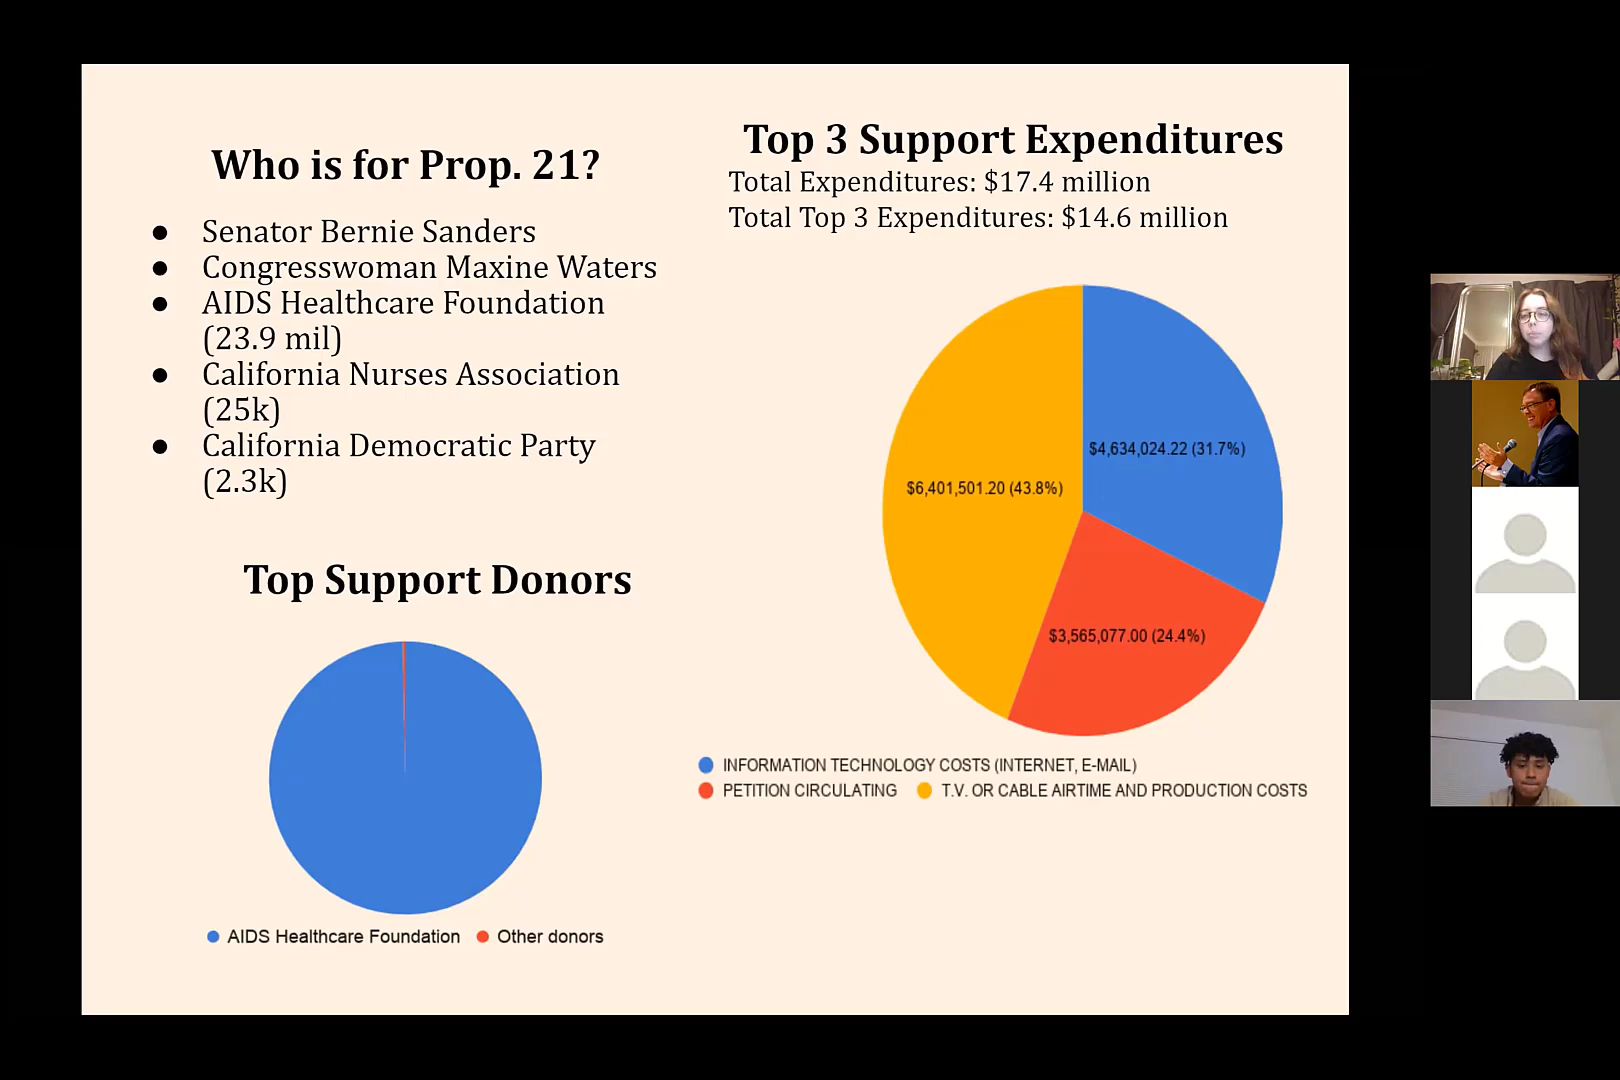 Who is for Prop. 21?
● Senator Bernie Sanders
● Congresswoman Maxine Waters
● AIDS Healthcare Foundation
(23.9 mil)
● California Nurses Association
(25k)
● California Democratic Party
(2.3k)
Top Support Donors
AIDS Healthcare Foundation
Other donors
Top 3 Support Expenditures
Total Expenditures: $17.4 million
Total Top 3 Expenditures: $14.6 million
$4,634,024.22 (31.7%)
$6,401,501.20 (43.8%)
$3,565,077.00 (24.4%)
INFORMATION TECHNOLOGY COSTS (INTERNET, E-MAIL)
PETITION CIRCULATING
T.V. OR CABLE AIRTIME AND PRODUCTION COSTS